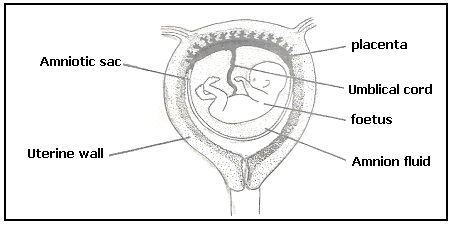 placenta
Amniotic sac
Umblical cord
foetus
Uterine wall
Amnion fluid